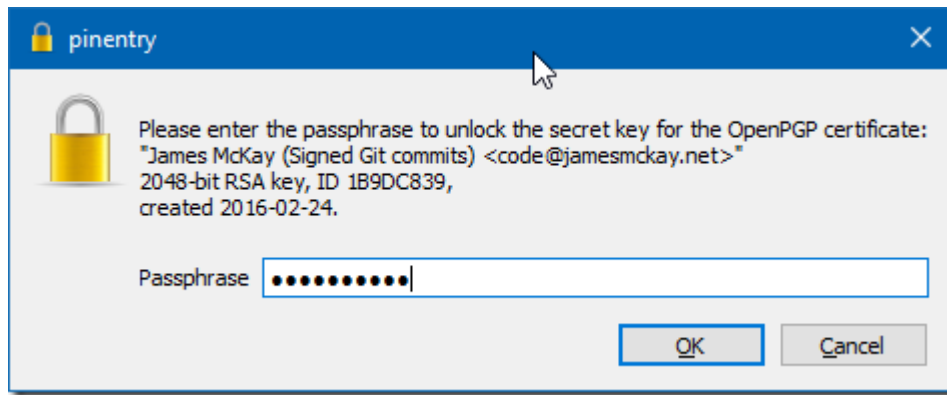 pinentry
Please enter the passphrase to unlock the secret key for the OpenPGP certificate:
"James McKay (Signed Git commits) <code@jamesmckay.net>"
2048-bit RSA key, ID 1B9DC839,
created 2016-02-24.
Passphrase ●●●●●●●●●●
OK Cancel